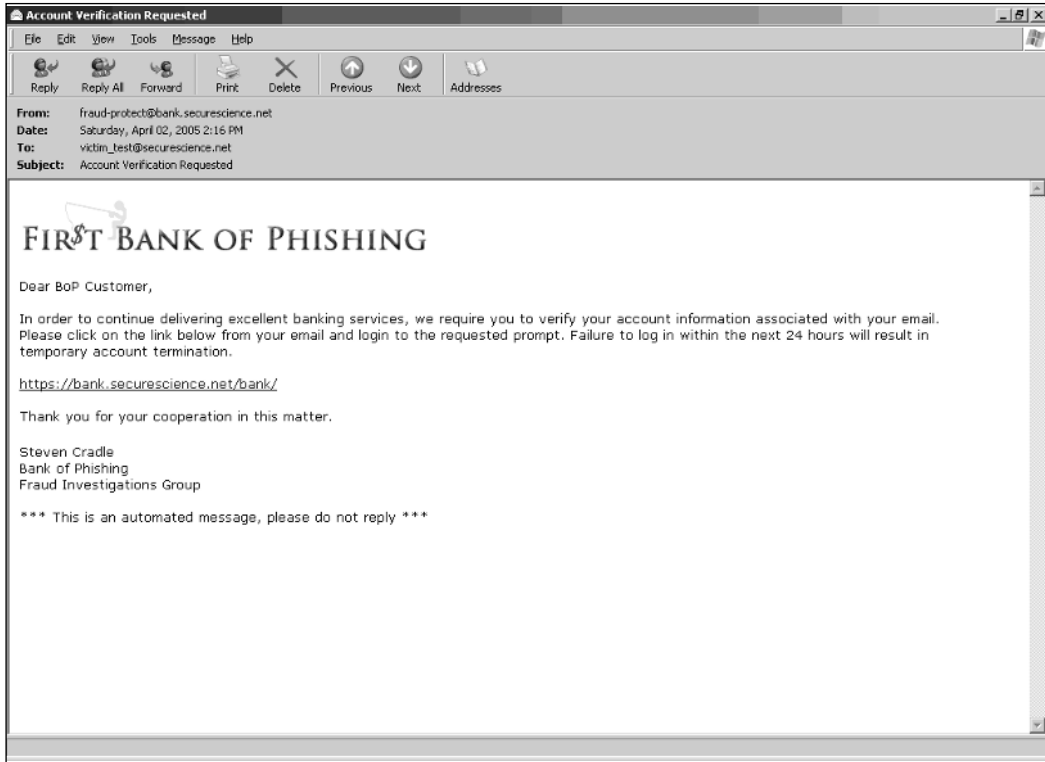 Account Verification Requested
File Edit View Tools Message Help
Reply Reply All Forward Print Delete Previous Next Addresses
From: fraud-protect@bank.securescience.net
Date: Saturday, April 02, 2005 2:16 PM
To: victim_test@securescience.net
Subject: Account Verification Requested
FIR$T BANK OF PHISHING
Dear BoP Customer,
In order to continue delivering excellent banking services, we require you to verify your account information associated with your email.
Please click on the link below from your email and login to the requested prompt. Failure to log in within the next 24 hours will result in
temporary account termination.
https://bank.securescience.net/bank/
Thank you for your cooperation in this matter.
Steven Cradle
Bank of Phishing
Fraud Investigations Group
*** This is an automated message, please do not reply ***